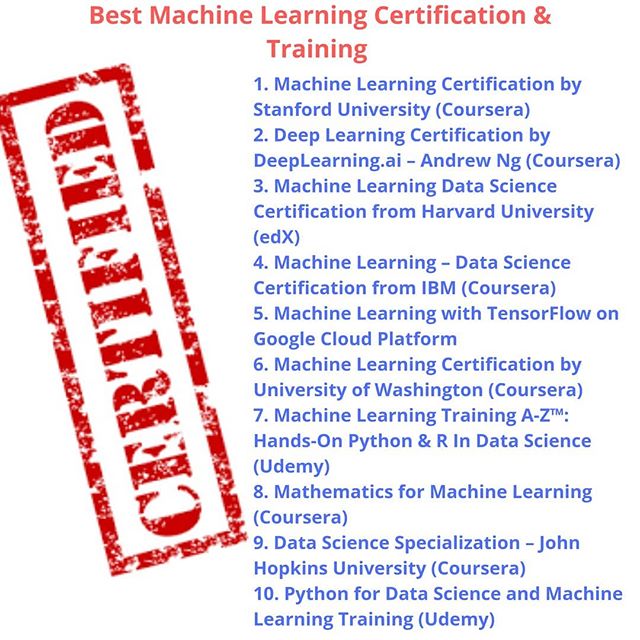 Best Machine Learning Certification &
Training
CERTIFIED
1. Machine Learning Certification by
Stanford University (Coursera)
2. Deep Learning Certification by
DeepLearning.ai – Andrew Ng (Coursera)
3. Machine Learning Data Science
Certification from Harvard University
(edX)
4. Machine Learning – Data Science
Certification from IBM (Coursera)
5. Machine Learning with TensorFlow on
Google Cloud Platform
6. Machine Learning Certification by
University of Washington (Coursera)
7. Machine Learning Training A-Z™:
Hands-On Python & R In Data Science
(Udemy)
8. Mathematics for Machine Learning
(Coursera)
9. Data Science Specialization – John
Hopkins University (Coursera)
10. Python for Data Science and Machine
Learning Training (Udemy)